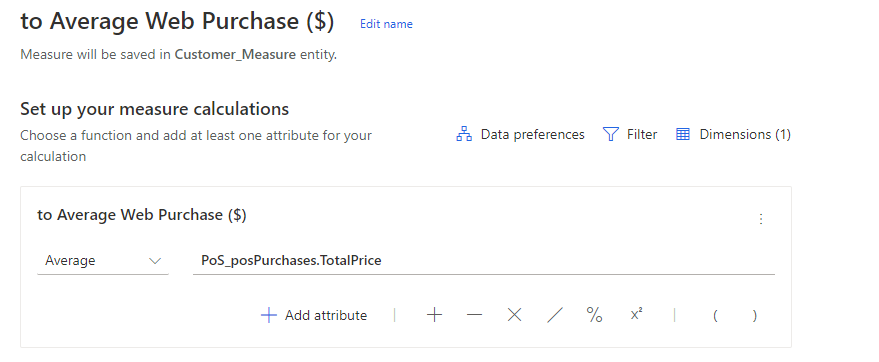 to Average Web Purchase ($) Edit name
Measure will be saved in Customer_Measure entity.
Set up your measure calculations
Choose a function and add at least one attribute for your
calculation
Data preferences Filter Dimensions (1)
to Average Web Purchase ($)
Average PoS_posPurchases.TotalPrice
+ Add attribute | + — × / % x² | ( )